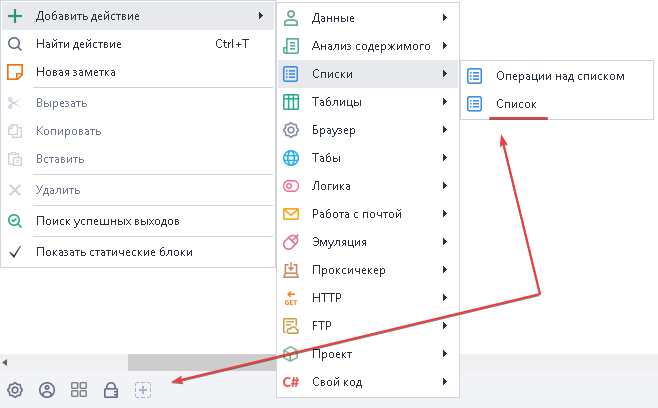 Добавить действие
Найти действие Ctrl+T
Новая заметка
Вырезать
Копировать
Вставить
Удалить
Поиск успешных выходов
Показать статические блоки
Данные
Анализ содержимого
Списки
Таблицы
Браузер
Табы
Логика
Работа с почтой
Эмуляция
Проксичекер
GET HTTP
FTP
Проект
C# Свой код
Операции над списком
Список